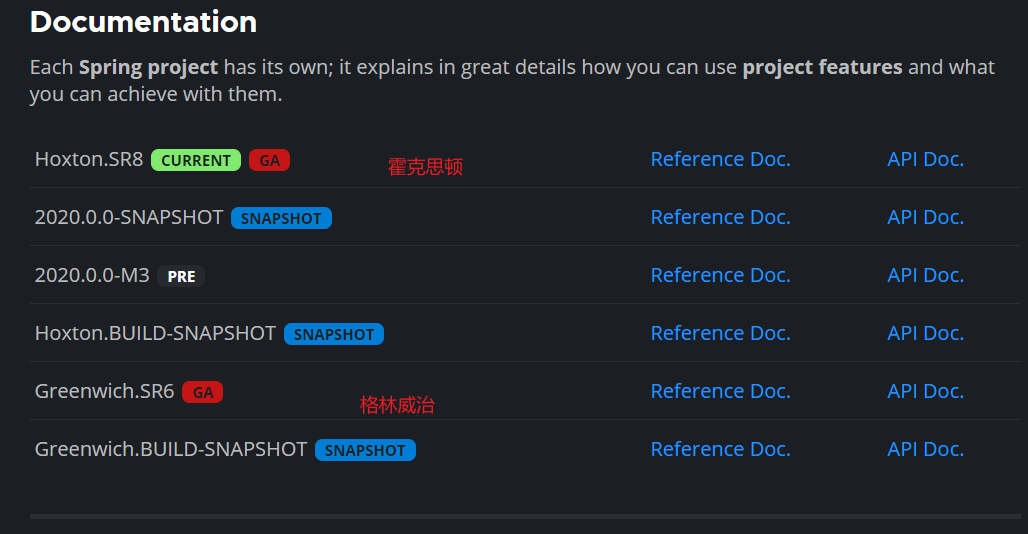 Documentation
Each Spring project has its own; it explains in great details how you can use project features and what
you can achieve with them.
Hoxton.SR8 CURRENT GA 霍克思顿 Reference Doc. API Doc.
2020.0.0-SNAPSHOT SNAPSHOT Reference Doc. API Doc.
2020.0.0-M3 PRE Reference Doc. API Doc.
Hoxton.BUILD-SNAPSHOT SNAPSHOT Reference Doc. API Doc.
Greenwich.SR6 GA 格林威治 Reference Doc. API Doc.
Greenwich.BUILD-SNAPSHOT SNAPSHOT Reference Doc. API Doc.